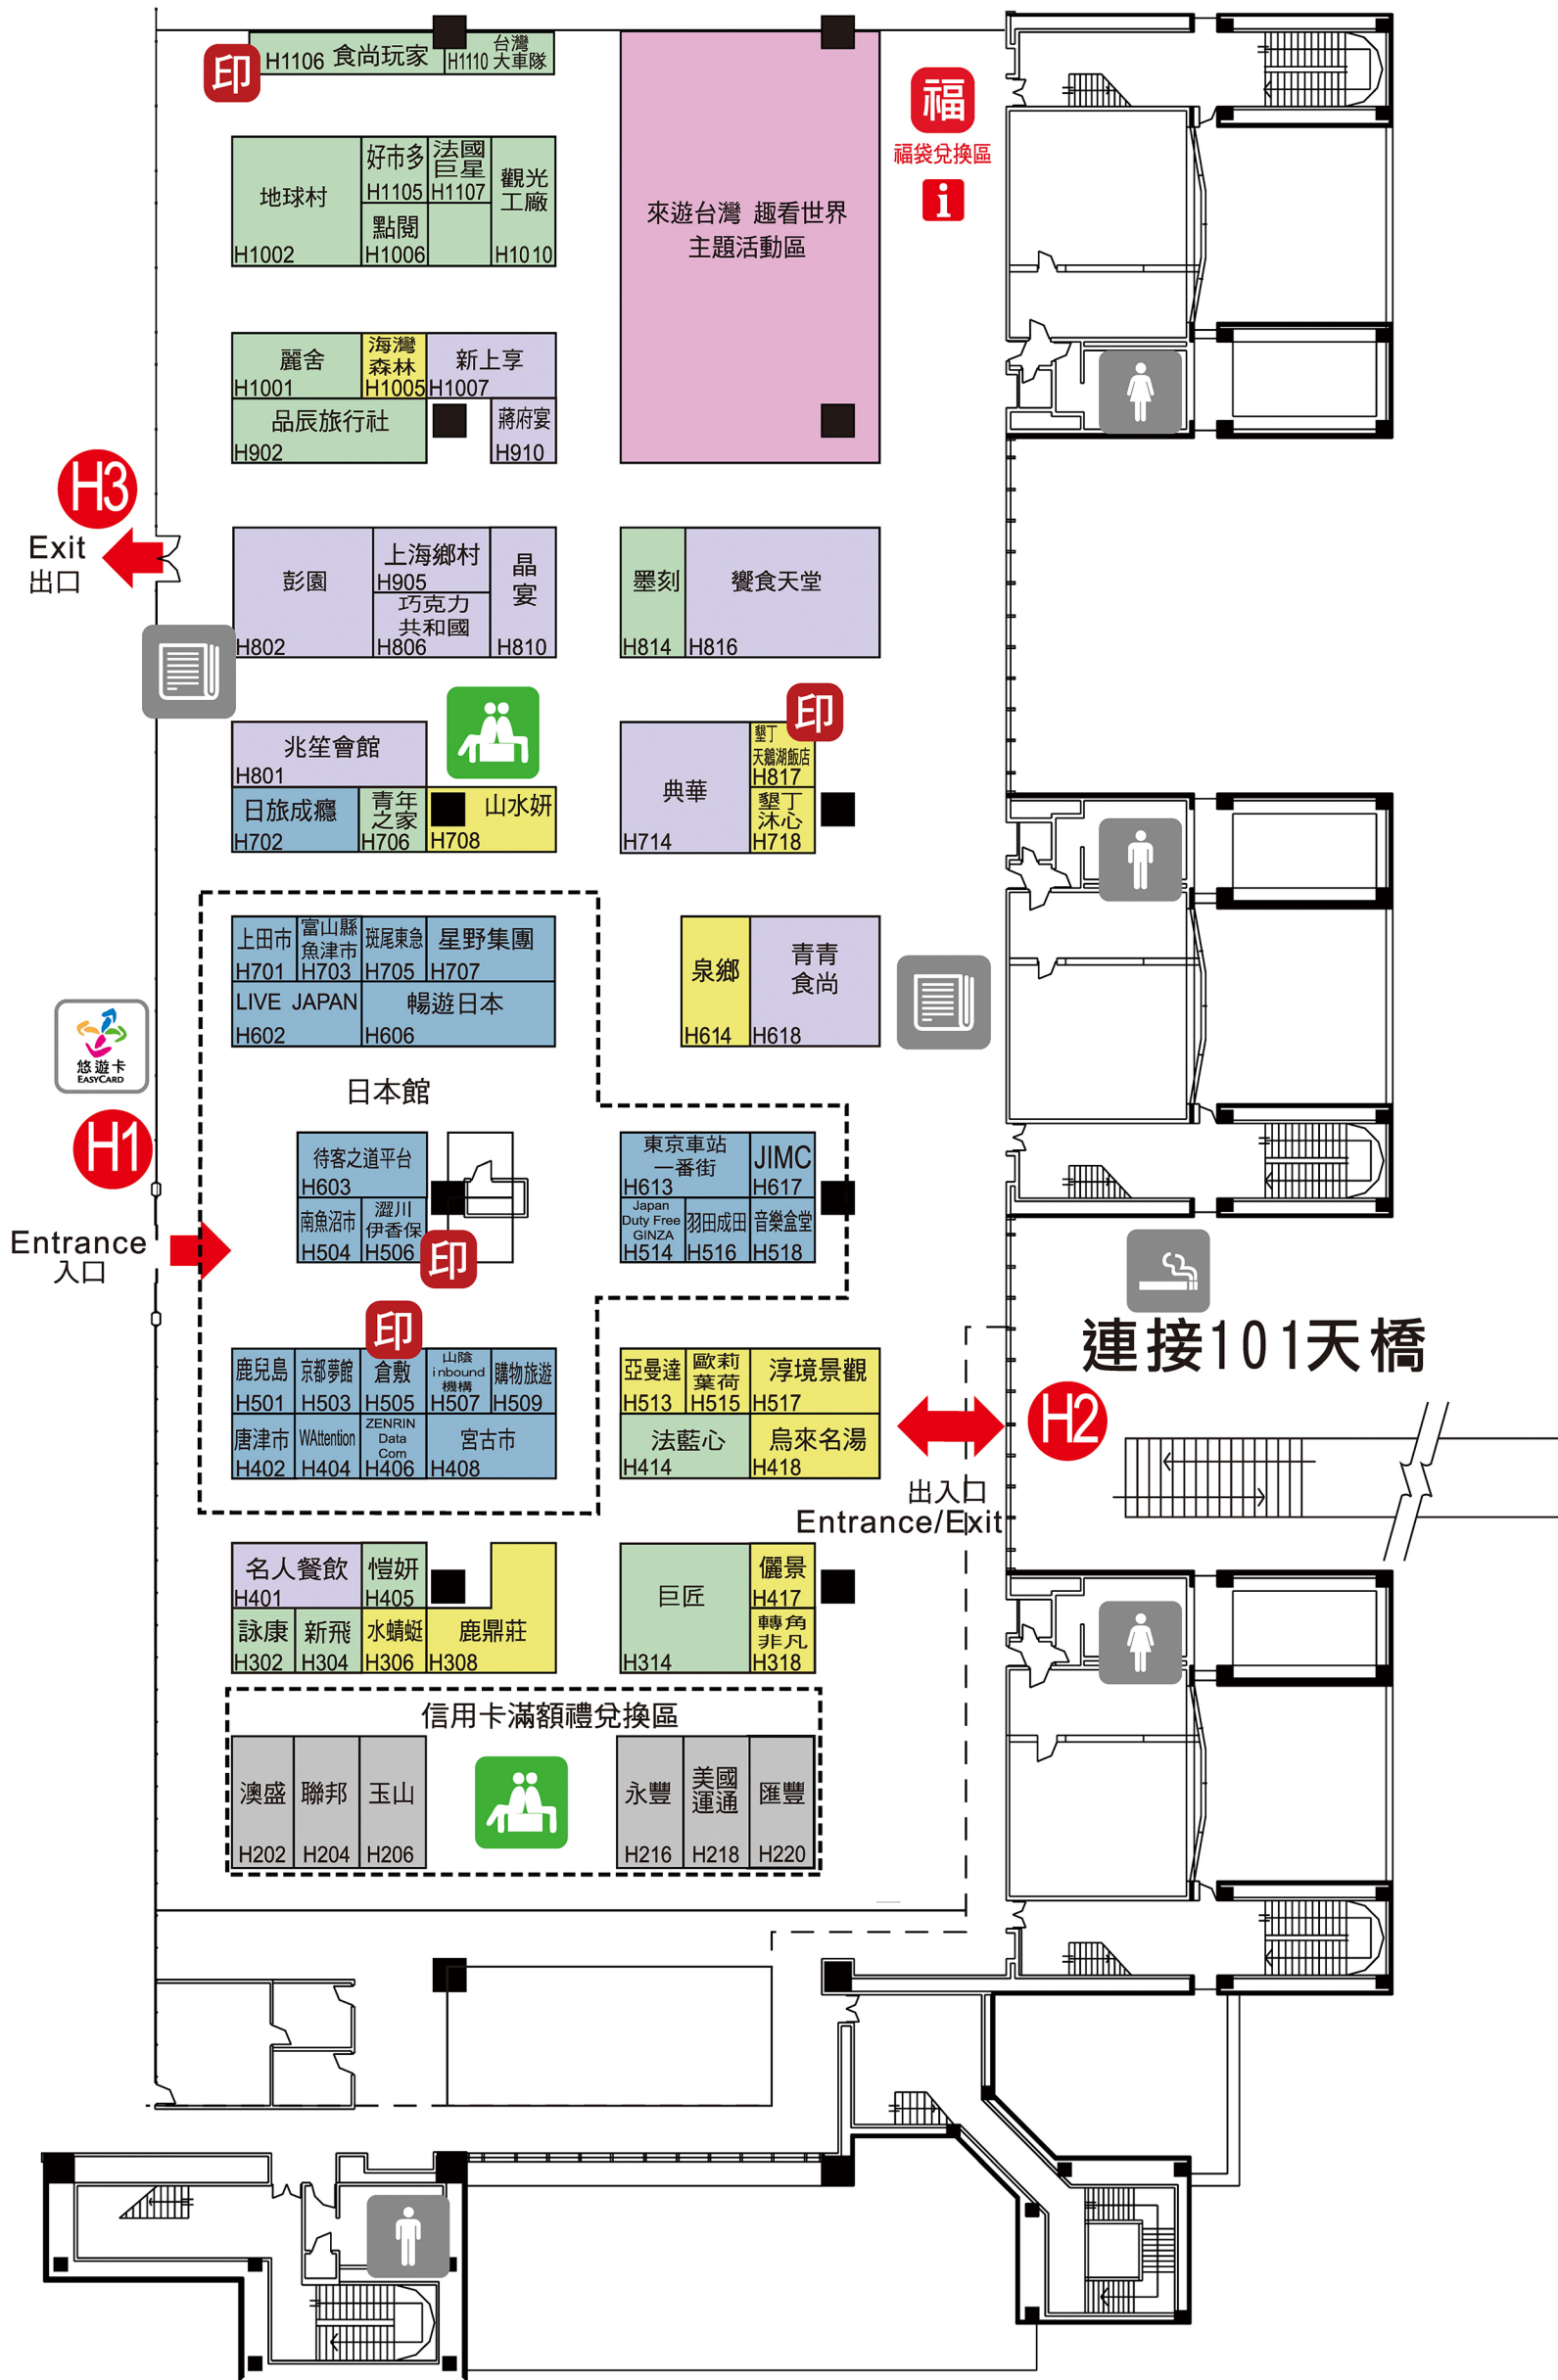 印
H1106 食尚玩家
H1110 台灣
大車隊
福
福袋兌換區
i
地球村
H1002
好市多
H1105
法國
巨星
H1107
點閱
H1006
觀光
工廠
H1010
來遊台灣 趣看世界
主題活動區
麗舍
H1001
海灣
森林
H1005
新上享
H1007
品辰旅行社
H902
蔣府宴
H910
H3
Exit
出口
彭園
H802
上海鄉村
H905
巧克力
共和國
H806
晶
宴
H810
墨刻
H814
饗食天堂
H816
兆笙會館
H801
日旅成癮
H702
青年
之家
H706
山水妍
H708
典華
H714
印
墾丁
天鵝湖飯店
H817
墾丁
沐心
H718
上田市
H701
富山縣
魚津市
H703
斑尾東急
H705
星野集團
H707
LIVE JAPAN
H602
暢遊日本
H606
泉鄉
H614
青青
食尚
H618
悠遊卡
EASYCARD
日本館
H1
Entrance
入口
待客之道平台
H603
南魚沼市
H504
澀川
伊香保
H506
印
東京車站
一番街
H613
JIMC
H617
Japan
Duty Free
GINZA
H514
羽田成田
H516
音樂盒堂
H518
印
鹿兒島
H501
京都夢館
H503
倉敷
H505
山陰
inbound
機構
H507
購物旅遊
H509
唐津市
H402
WAttention
H404
ZENRIN
Data
Com
H406
宮古市
H408
亞曼達
H513
歐莉
葉荷
H515
淳境景觀
H517
法藍心
H414
烏來名湯
H418
連接101天橋
H2
出入口
Entrance/Exit
名人餐飲
H401
愷妍
H405
詠康
H302
新飛
H304
水蜻蜓
H306
鹿鼎莊
H308
巨匠
H314
儷景
H417
轉角
非凡
H318
信用卡滿額禮兌換區
澳盛
H202
聯邦
H204
玉山
H206
永豐
H216
美國
運通
H218
匯豐
H220